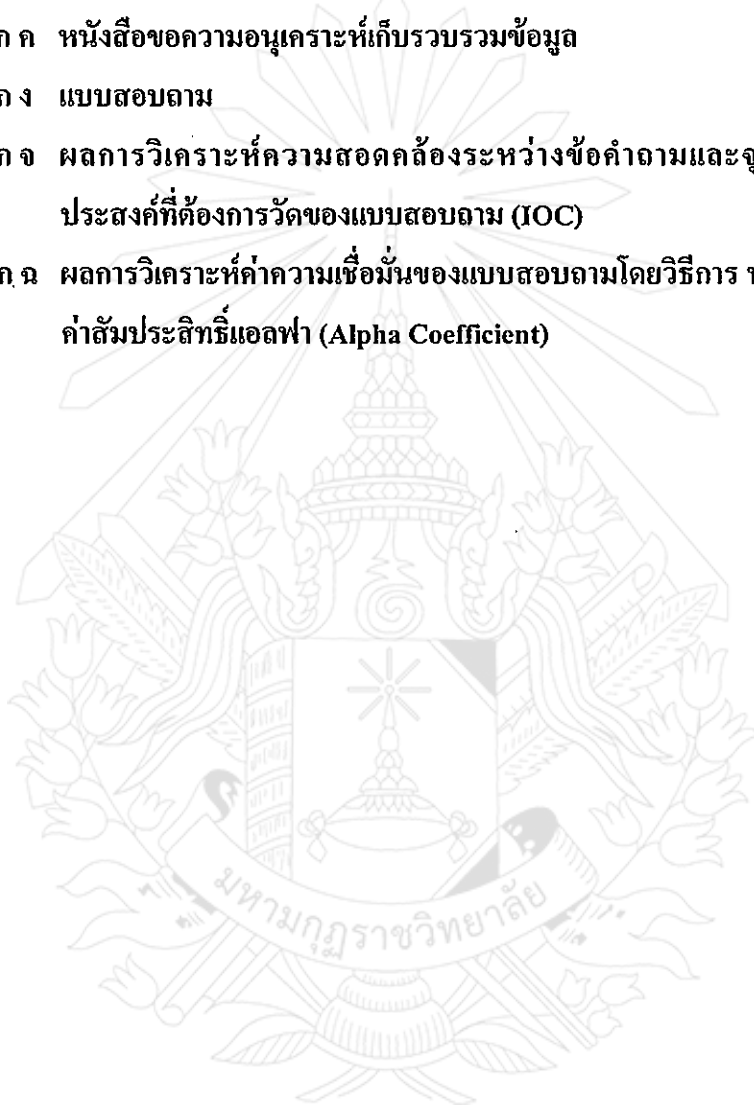 ก ค หนังสือขอความอนุเคราะห์เก็บรวบรวมข้อมูล
ก ง แบบสอบถาม
ก จ ผลการวิเคราะห์ความสอดคล้องระหว่างข้อคำถามและจุ
ประสงค์ที่ต้องการวัดของแบบสอบถาม (IOC)
ก ฉ ผลการวิเคราะห์ค่าความเชื่อมั่นของแบบสอบถามโดยวิธีการ
ค่าสัมประสิทธิ์แอลฟา (Alpha Coefficient)
มหามกุฏราชวิทยาลัย